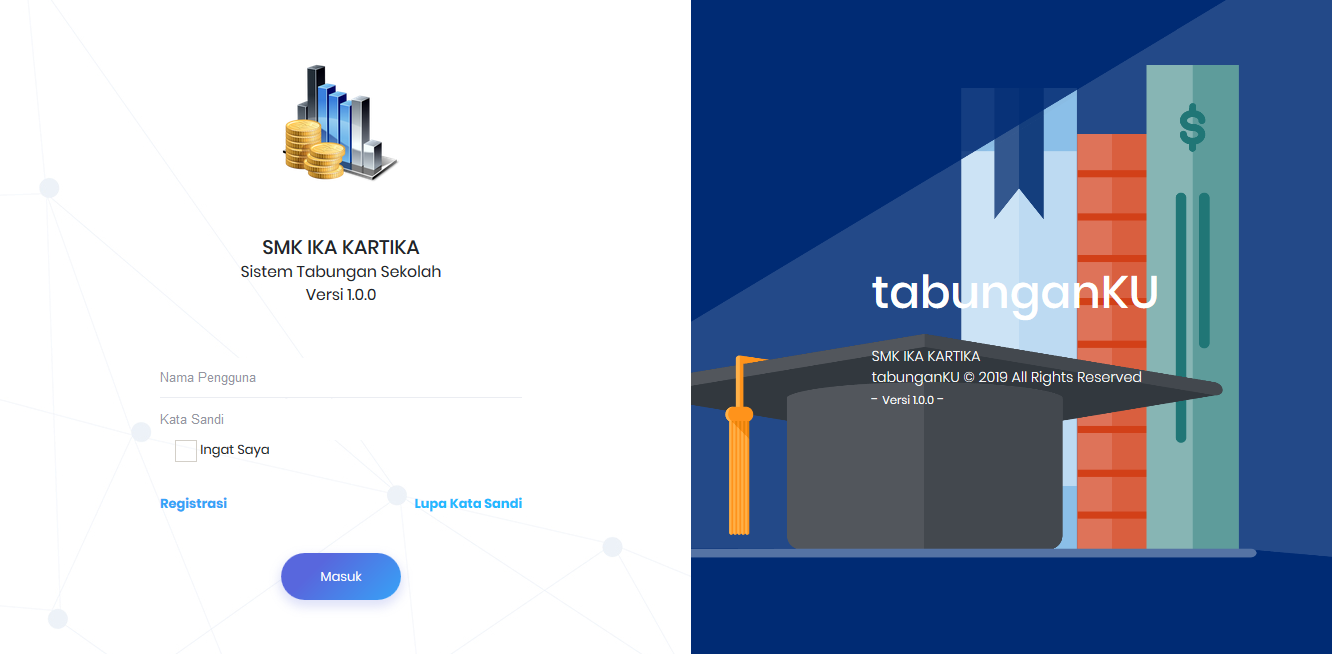 SMK IKA KARTIKA
Sistem Tabungan Sekolah
Versi 1.0.0
Nama Pengguna
Kata Sandi
Ingat Saya
Registrasi
Lupa Kata Sandi
Masuk
$
tabunganKU
SMK IKA KARTIKA
tabunganKU © 2019 All Rights Reserved
- Versi 1.0.0 -